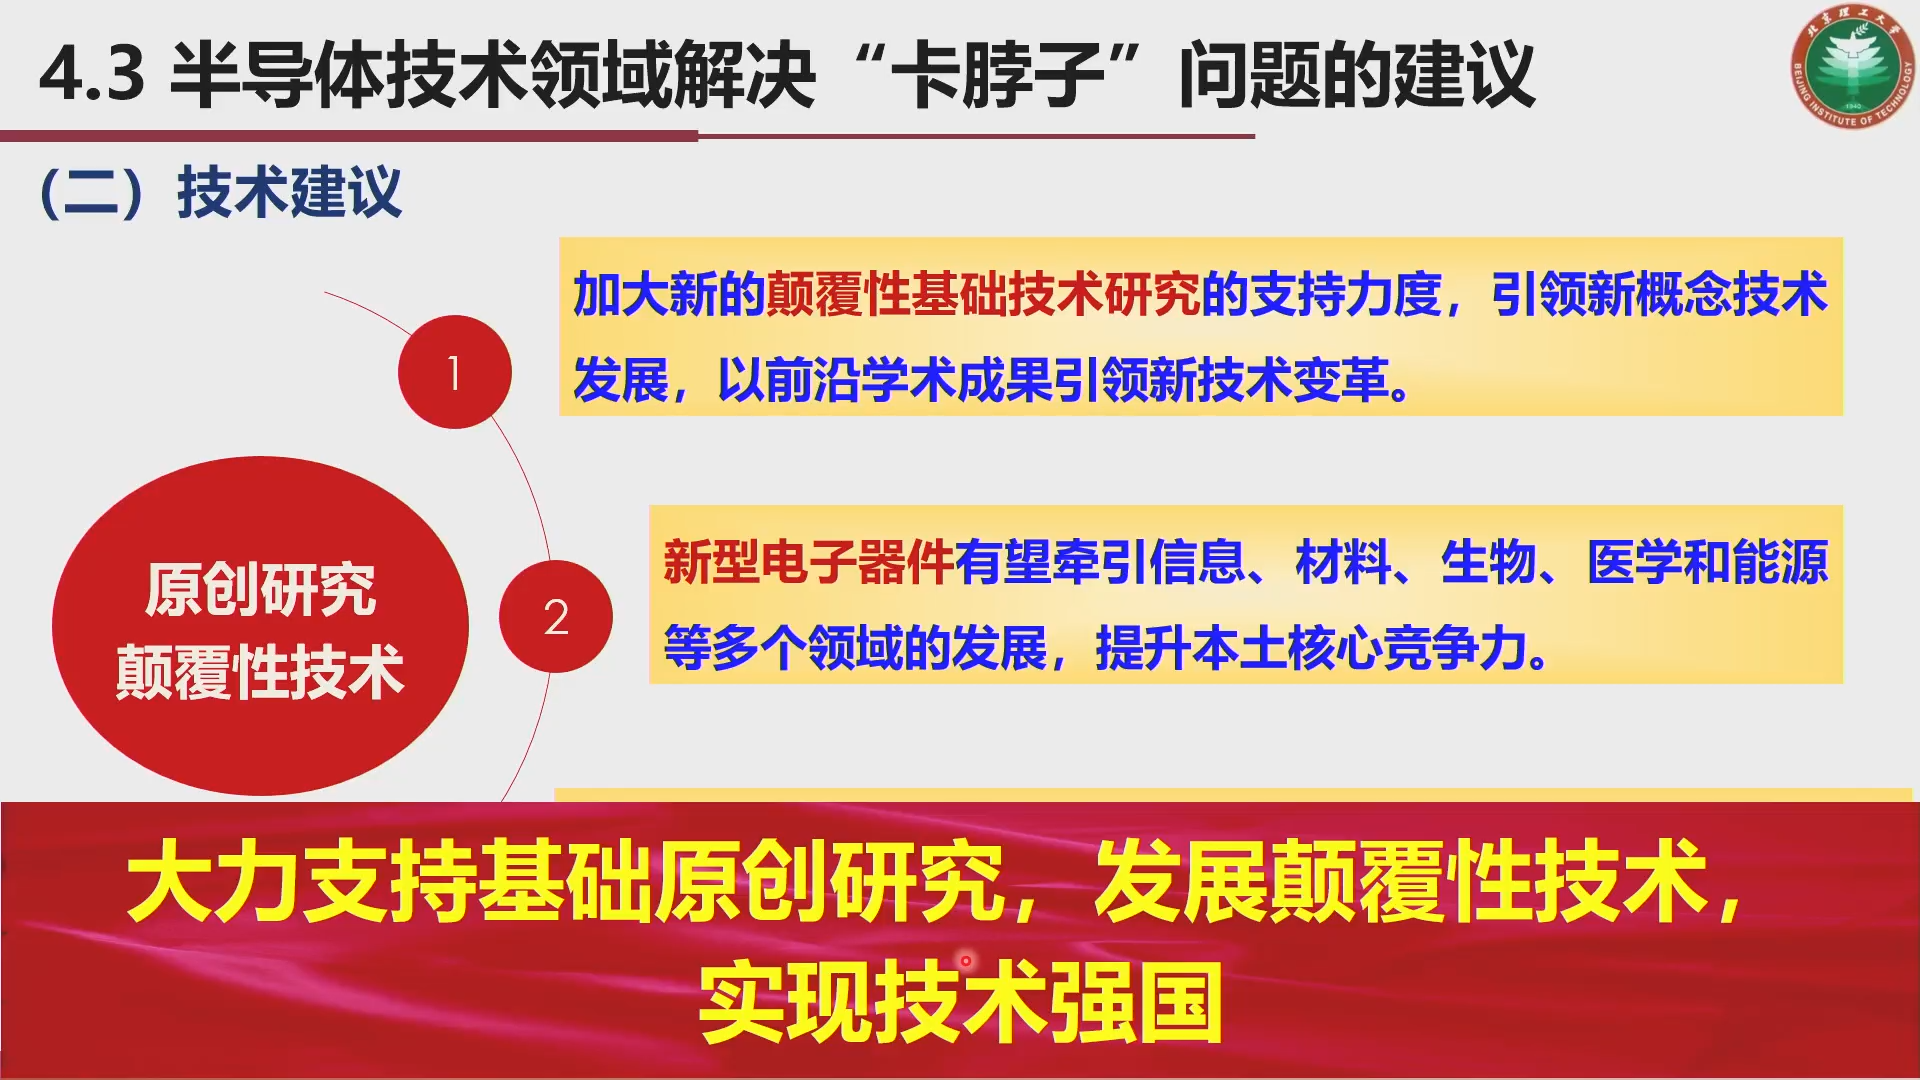 4.3 半导体技术领域解决“卡脖子”问题的建议
北京理工大学
BEIJING INSTITUTE OF TECHNOLOGY
1940
（二）技术建议
1
加大新的颠覆性基础技术研究的支持力度，引领新概念技术
发展，以前沿学术成果引领新技术变革。
原创研究
颠覆性技术
2
新型电子器件有望牵引信息、材料、生物、医学和能源
等多个领域的发展，提升本土核心竞争力。
大力支持基础原创研究，发展颠覆性技术，
实现技术强国